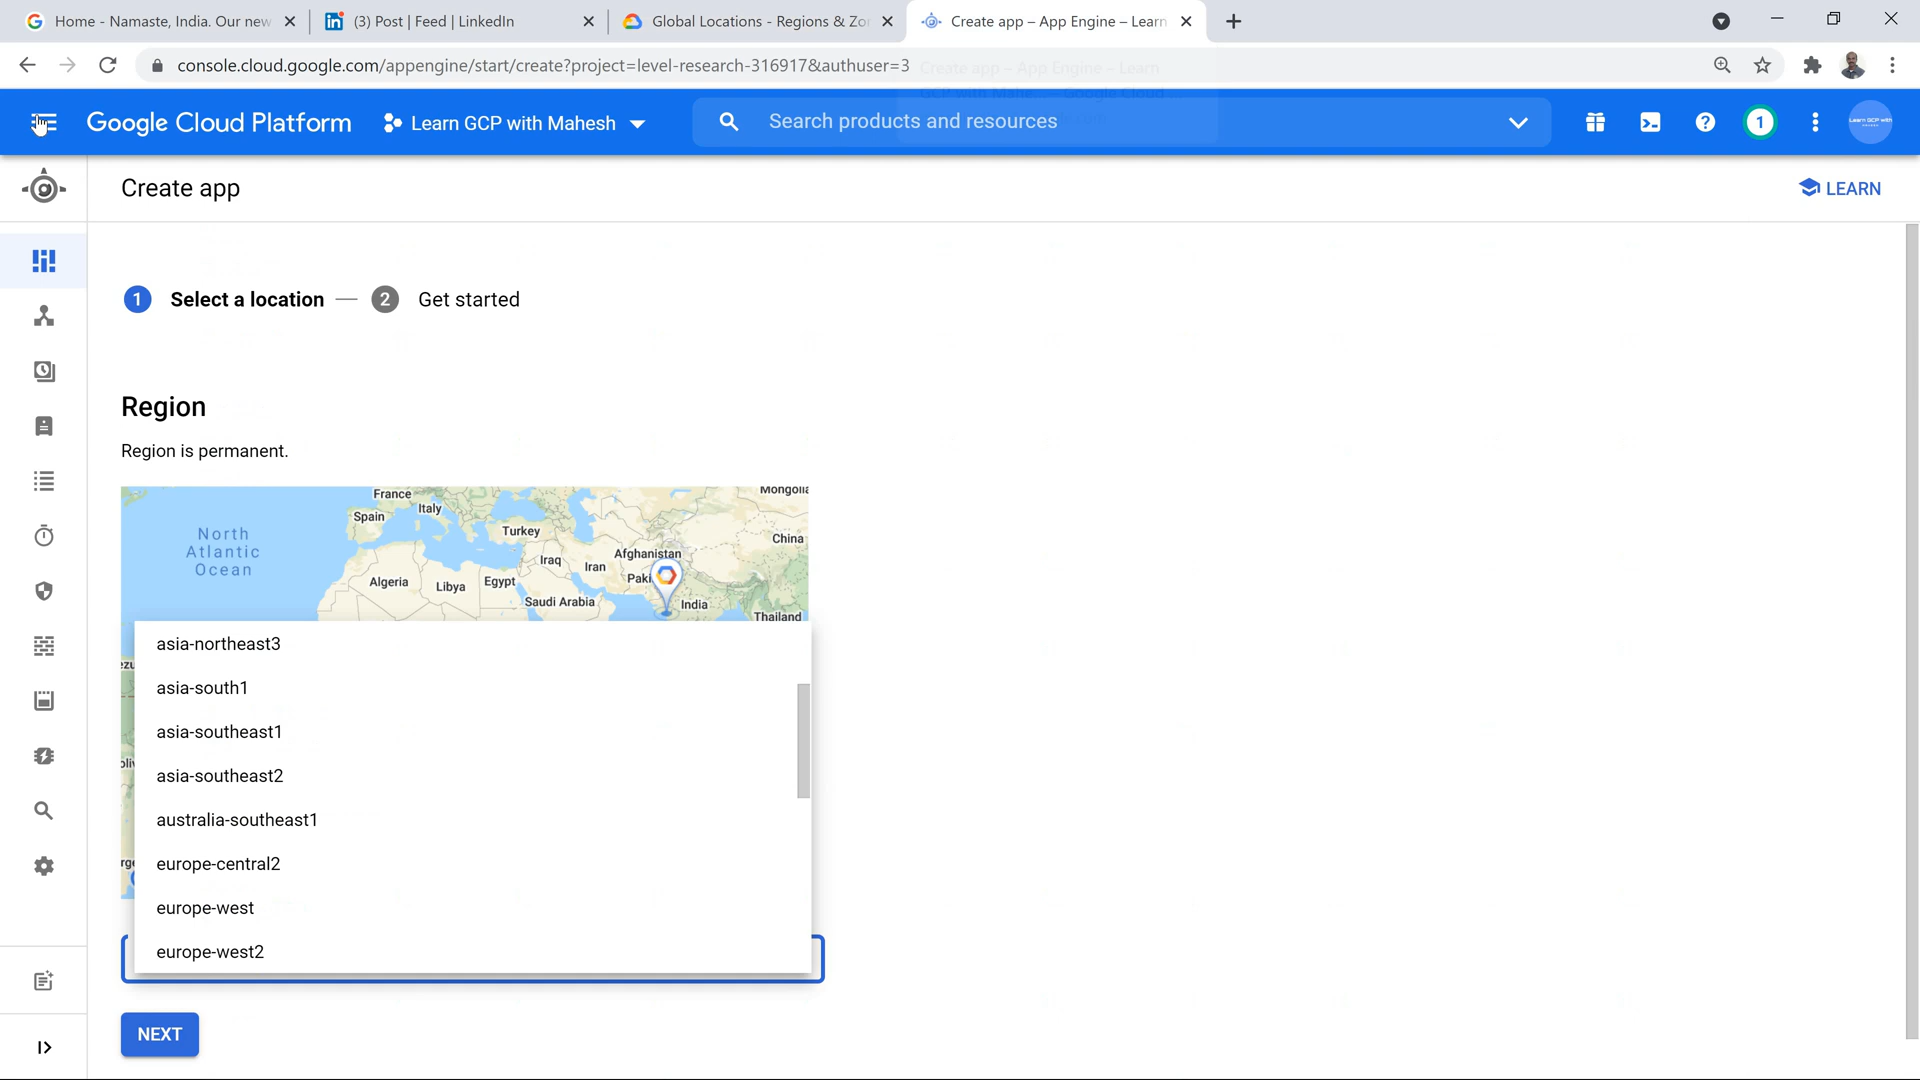 Home - Namaste, India. Our new
(3) Post | Feed | LinkedIn
Global Locations - Regions & Zo
Create app – App Engine – Learn
console.cloud.google.com/appengine/start/create?project=level-research-316917&authuser=3
Google Cloud Platform
Learn GCP with Mahesh
Search products and resources
1
Create app
LEARN
1 Select a location — 2 Get started
Region
Region is permanent.
France
Mongolia
Spain
Italy
Turkey
China
North
Atlantic
Ocean
Afghanistan
Iraq
Iran
Algeria
Libya
Egypt
Paki
Saudi Arabia
India
Thailand
asia-northeast3
asia-south1
asia-southeast1
asia-southeast2
australia-southeast1
europe-central2
europe-west
europe-west2
NEXT